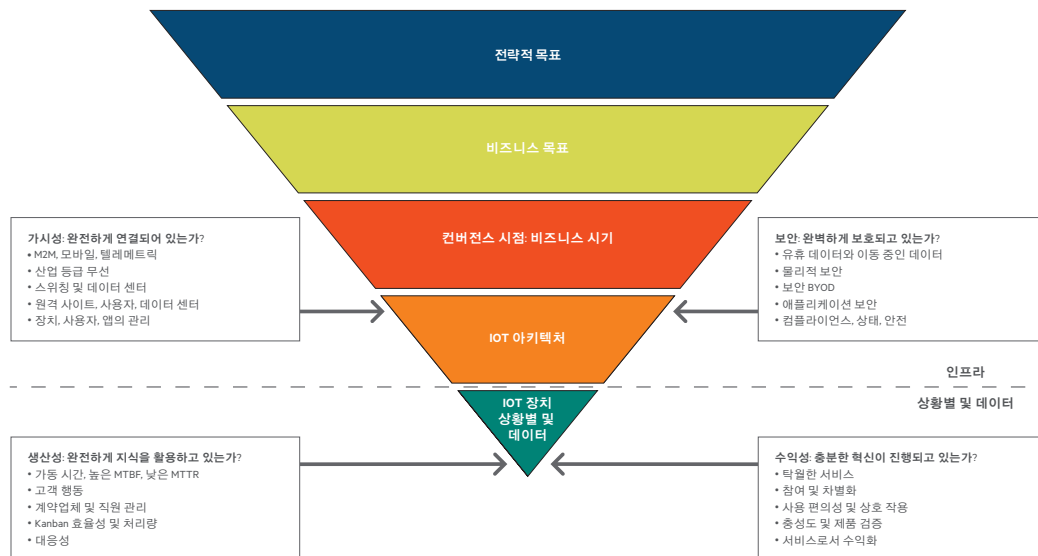 전략적 목표
비즈니스 목표
컨버전스 시점: 비즈니스 시기
가시성: 완전하게 연결되어 있는가?
• M2M, 모바일, 텔레메트릭
• 산업 등급 무선
• 스위칭 및 데이터 센터
• 원격 사이트, 사용자, 데이터 센터
• 장치, 사용자, 앱의 관리
보안: 완벽하게 보호되고 있는가?
• 유휴 데이터와 이동 중인 데이터
• 물리적 보안
• 보안 BYOD
• 애플리케이션 보안
• 컴플라이언스, 상태, 안전
IOT 아키텍처
인프라
상황별 및 데이터
IOT 장치
상황별 및
데이터
생산성: 완전하게 지식을 활용하고 있는가?
• 가동 시간, 높은 MTBF, 낮은 MTTR
• 고객 행동
• 계약업체 및 직원 관리
• Kanban 효율성 및 처리량
• 대응성
수익성: 충분한 혁신이 진행되고 있는가?
• 탁월한 서비스
• 참여 및 차별화
• 사용 편의성 및 상호 작용
• 충성도 및 제품 검증
• 서비스로서 수익화